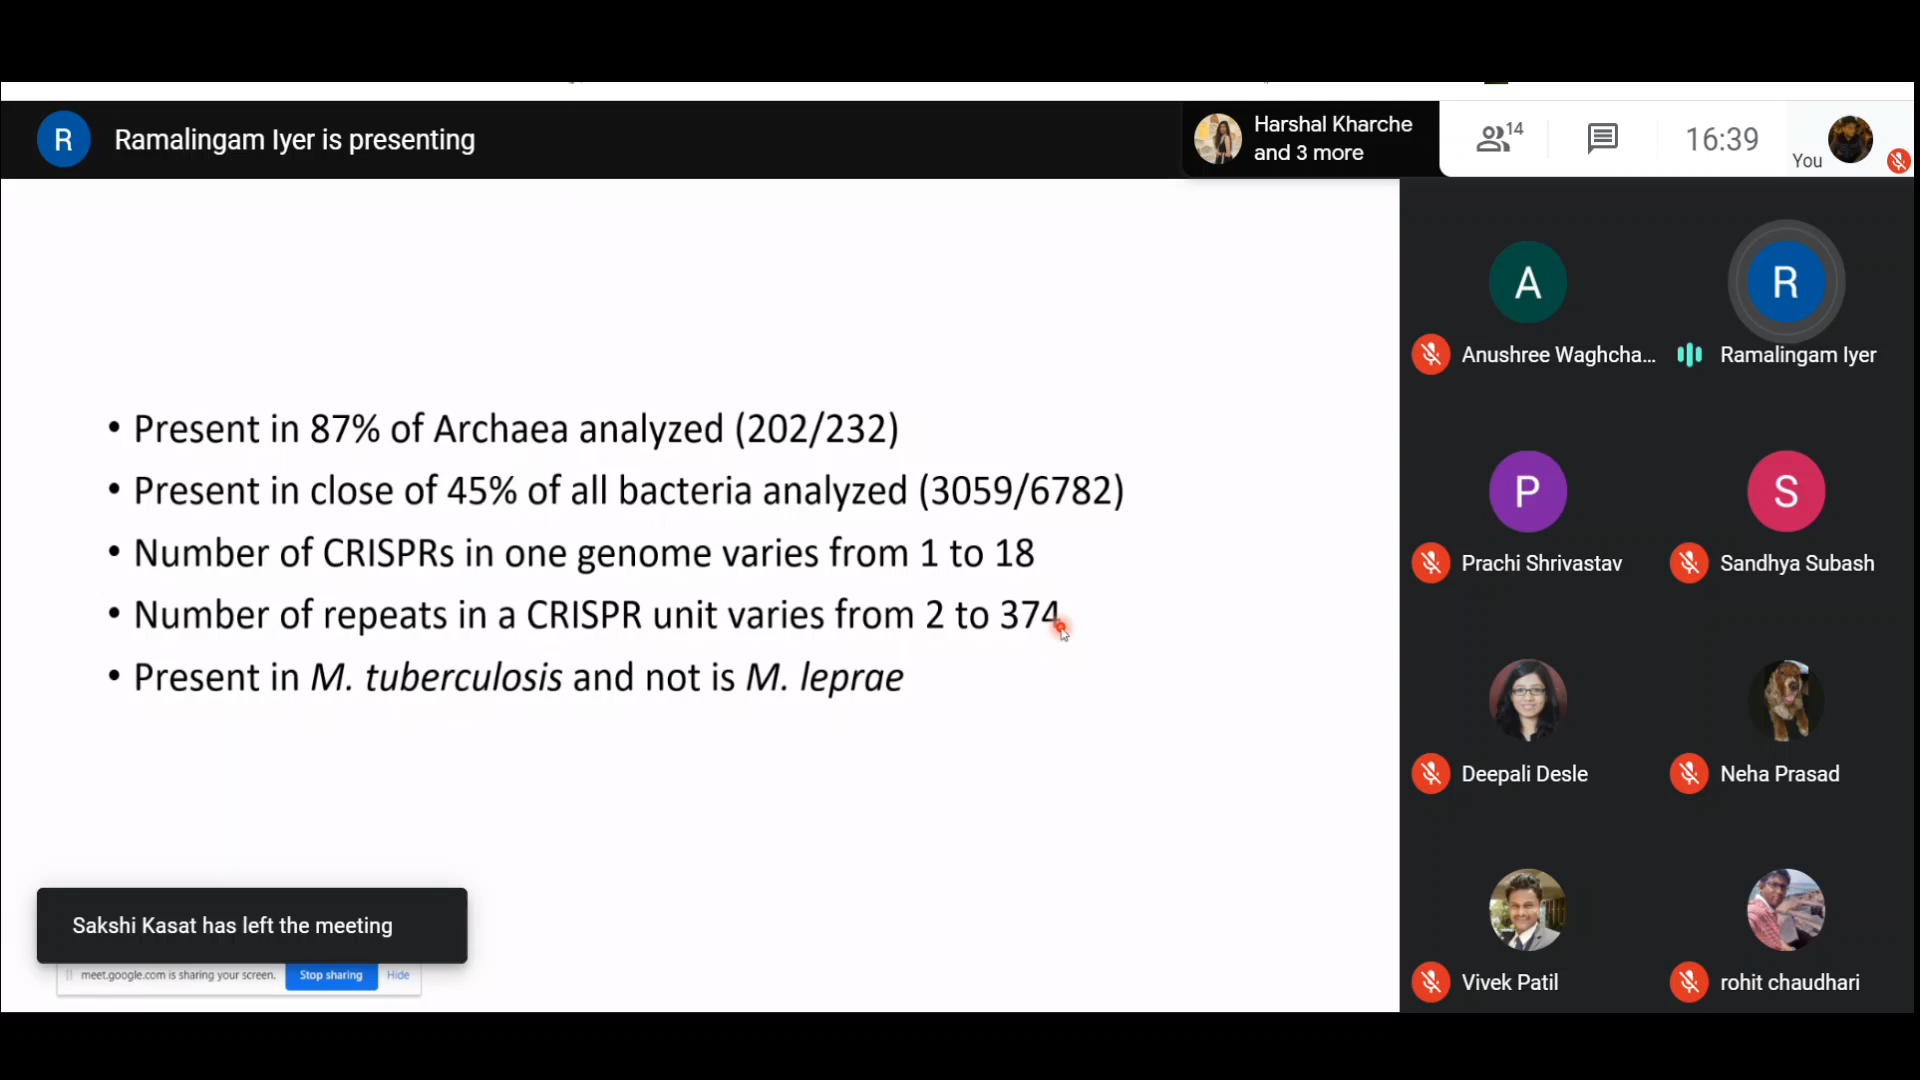 R
Ramalingam Iyer is presenting
Harshal Kharche
and 3 more
14
16:39
You
• Present in 87% of Archaea analyzed (202/232)
• Present in close of 45% of all bacteria analyzed (3059/6782)
• Number of CRISPRs in one genome varies from 1 to 18
• Number of repeats in a CRISPR unit varies from 2 to 374
• Present in M. tuberculosis and not is M. leprae
Sakshi Kasat has left the meeting
meet.google.com is sharing your screen. Stop sharing Hide
A
R
Anushree Waghcha... Ramalingam Iyer
P
S
Prachi Shrivastav Sandhya Subash
Deepali Desle Neha Prasad
Vivek Patil rohit chaudhari